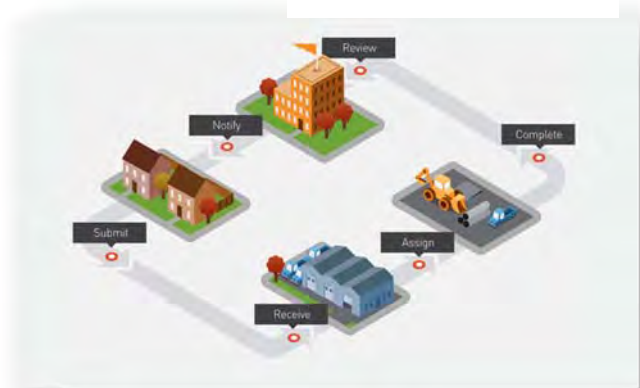 Review
Notify
Complete
Submit
Assign
Receive